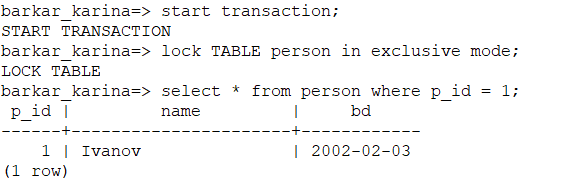 barkar_karina=> start transaction;
START TRANSACTION
barkar_karina=> lock TABLE person in exclusive mode;
LOCK TABLE
barkar_karina=> select * from person where p_id = 1;
 p_id |         name         |     bd
------+----------------------+------------
    1 | Ivanov               | 2002-02-03
(1 row)